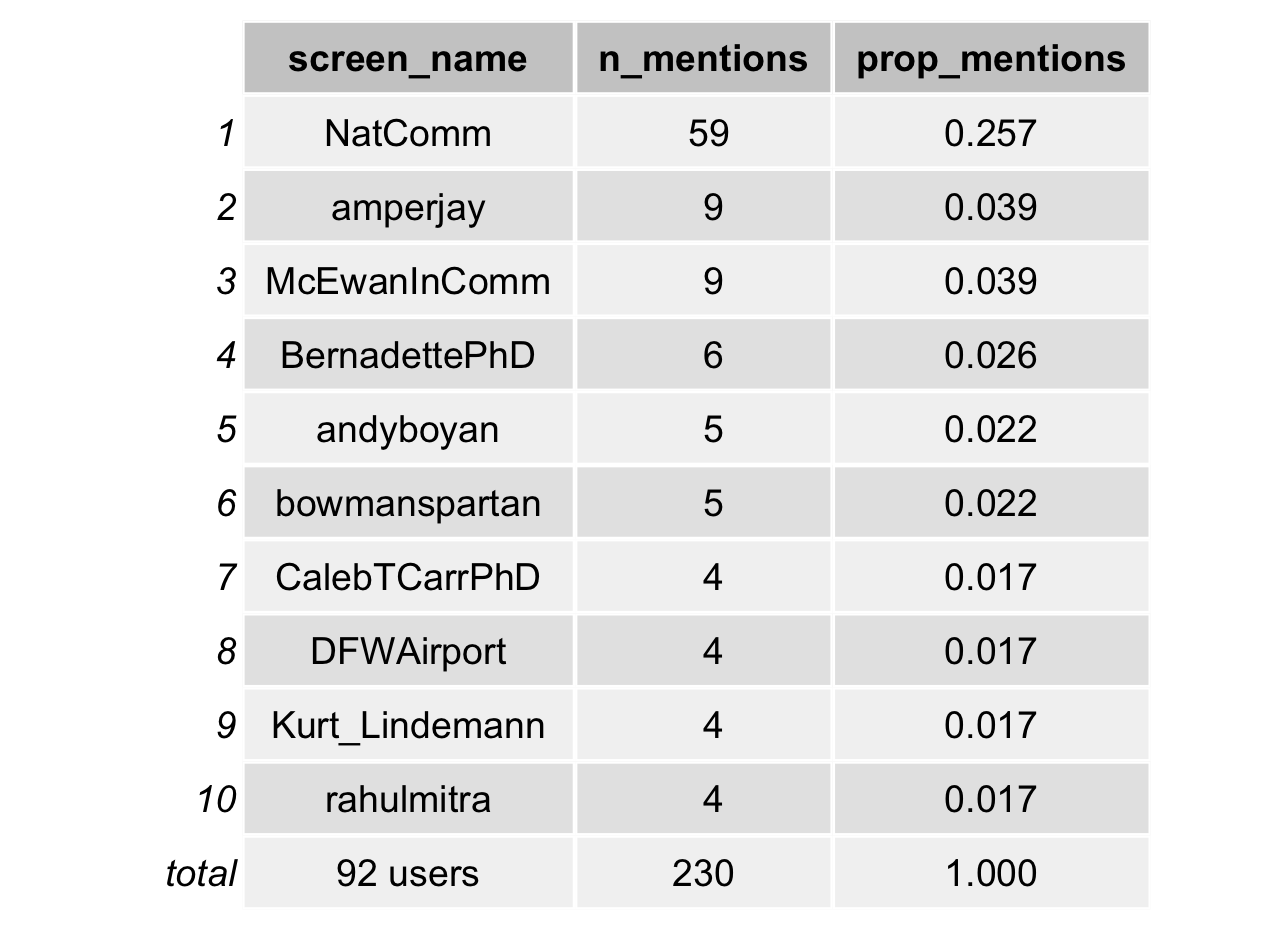 screen_name n_mentions prop_mentions
1 NatComm 59 0.257
2 amperjay 9 0.039
3 McEwanInComm 9 0.039
4 BernadettePhD 6 0.026
5 andyboyan 5 0.022
6 bowmanspartan 5 0.022
7 CalebTCarrPhD 4 0.017
8 DFWAirport 4 0.017
9 Kurt_Lindemann 4 0.017
10 rahulmitra 4 0.017
total 92 users 230 1.000